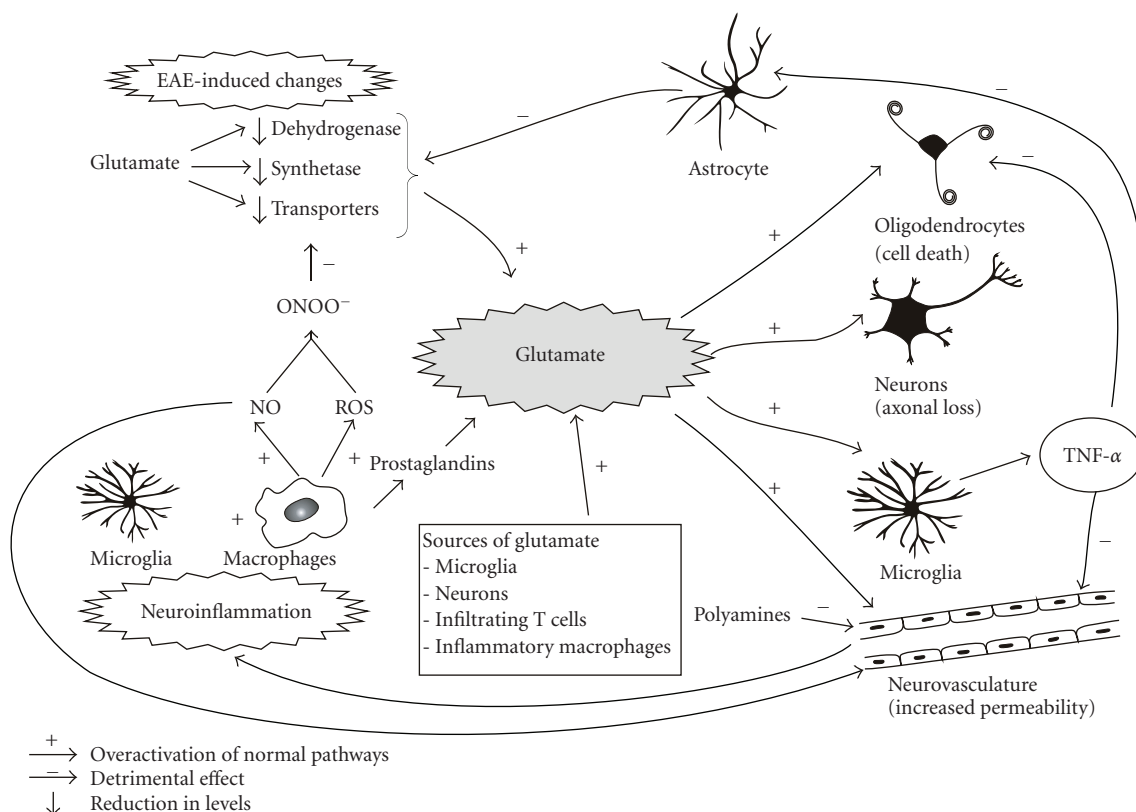 EAE-induced changes
Glutamate
Dehydrogenase
Synthetase
Transporters
−
+
−
ONOO−
NO
ROS
+
+
+
Prostaglandins
Microglia
Macrophages
Neuroinflammation
Glutamate
+
Sources of glutamate
- Microglia
- Neurons
- Infiltrating T cells
- Inflammatory macrophages
Astrocyte
−
−
+
Oligodendrocytes
(cell death)
+
Neurons
(axonal loss)
+
Microglia
TNF-α
−
+
Polyamines
−
Neurovasculature
(increased permeability)
+ Overactivation of normal pathways
− Detrimental effect
Reduction in levels